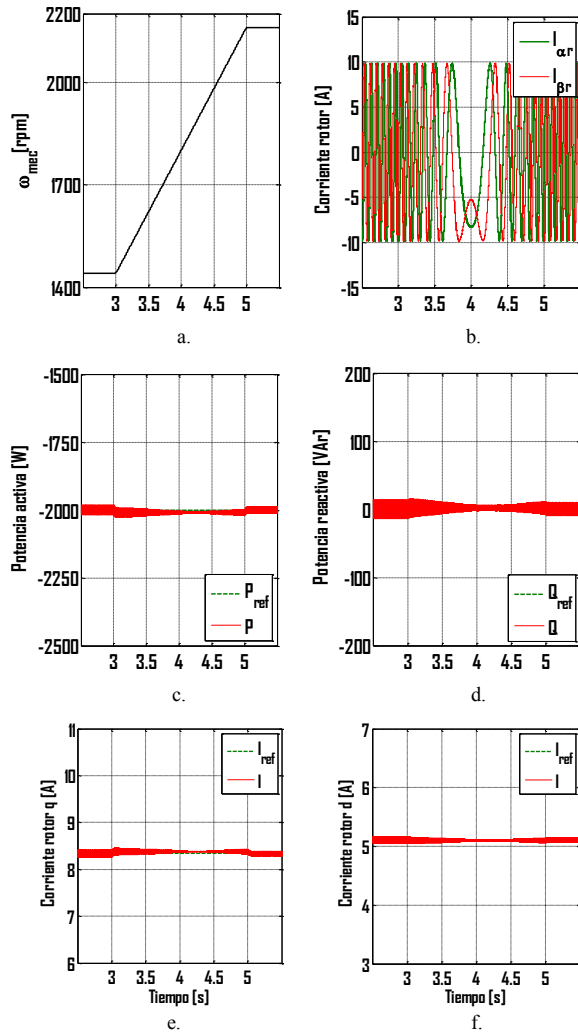 2200
2000
1700
1400
ω mec [rpm]
3 3.5 4 4.5 5
a.
15
10
5
0
-5
-10
-15
Corriente rotor [A]
I αr
I βr
3 3.5 4 4.5 5
b.
-1500
-1750
-2000
-2250
-2500
Potencia activa [W]
P ref
P
3 3.5 4 4.5 5
c.
200
100
0
-100
-200
Potencia reactiva [VAr]
Q ref
Q
3 3.5 4 4.5 5
d.
11
10
9
8
7
6
Corriente rotor q [A]
I ref
I
3 3.5 4 4.5 5
Tiempo [s]
e.
7
6
5
4
3
Corriente rotor d [A]
I ref
I
3 3.5 4 4.5 5
Tiempo [s]
f.